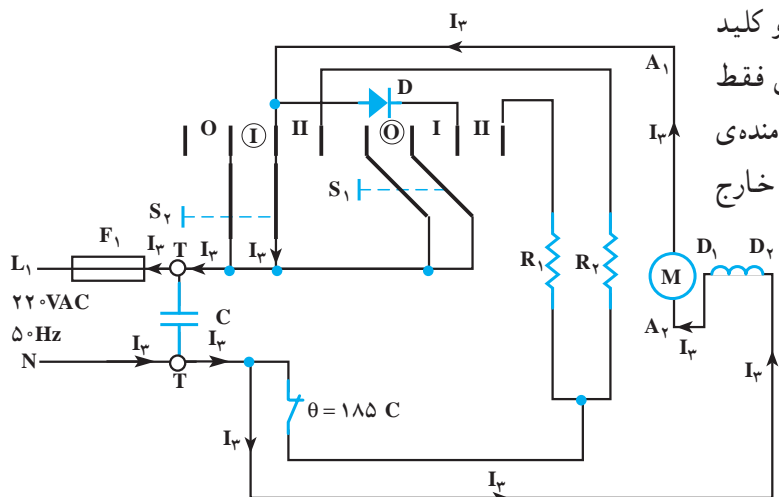 و کلید
فقط
منده‌ی
خارج
I۳
A۱
I۳
O Ⓘ II D Ⓞ I II
S۲
S۱
L۱ F۱ I۳ T I۳ I۳
۲۲۰VAC
۵۰Hz
C
N I۳ T I۳
θ = ۱۸۵ C
R۱ R۲
M D۱ D۲
A۲ I۳
I۳
I۳
I۳